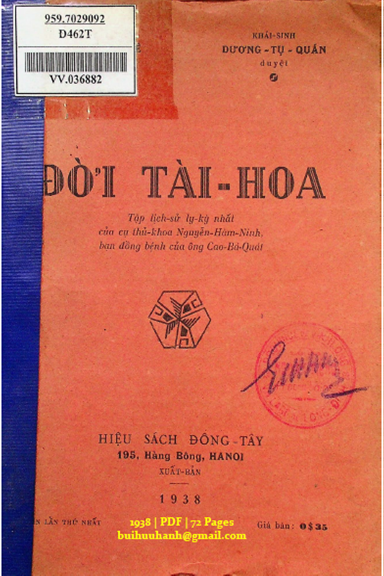 959.7029092
D462T
VV.036882
KHÁI-SINH
DƯƠNG-TỤ-QUÁN
duyệt
ĐỜI TÀI-HOA
Tập lịch-sử ly-kỳ nhất
của cụ thủ-khoa Nguyễn-Hàm-Ninh,
bạn đồng bệnh của ông Cao-Bá-Quát
HIỆU SÁCH ĐÔNG-TÂY
195, Hàng Bông, HANOI
XUẤT-BẢN
1938
LẦN THỨ NHẤT
Giá bán: 0$25
1938 | PDF | 72 Pages
buihuuhanh@gmail.com